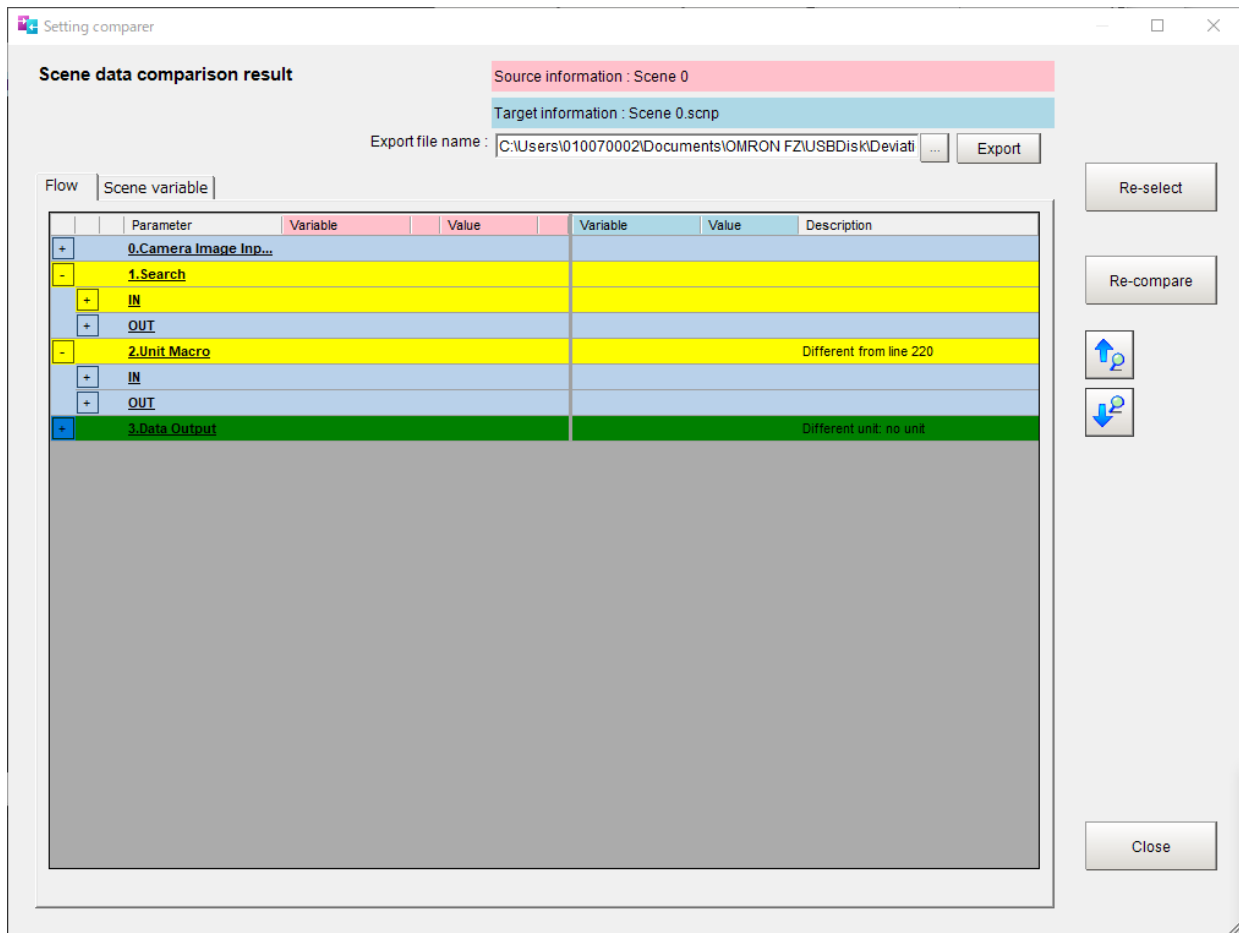 Setting comparer
Scene data comparison result
Source information : Scene 0
Target information : Scene 0.scnp
Export file name :
C:\Users\010070002\Documents\OMRON FZ\USBDisk\Deviati
...
Export
Flow
Scene variable
Re-select
Parameter Variable Value Variable Value Description
+ 0.Camera Image Inp...
- 1.Search
+ IN
+ OUT
- 2.Unit Macro Different from line 220
+ IN
+ OUT
+ 3.Data Output Different unit: no unit
Re-compare
Close